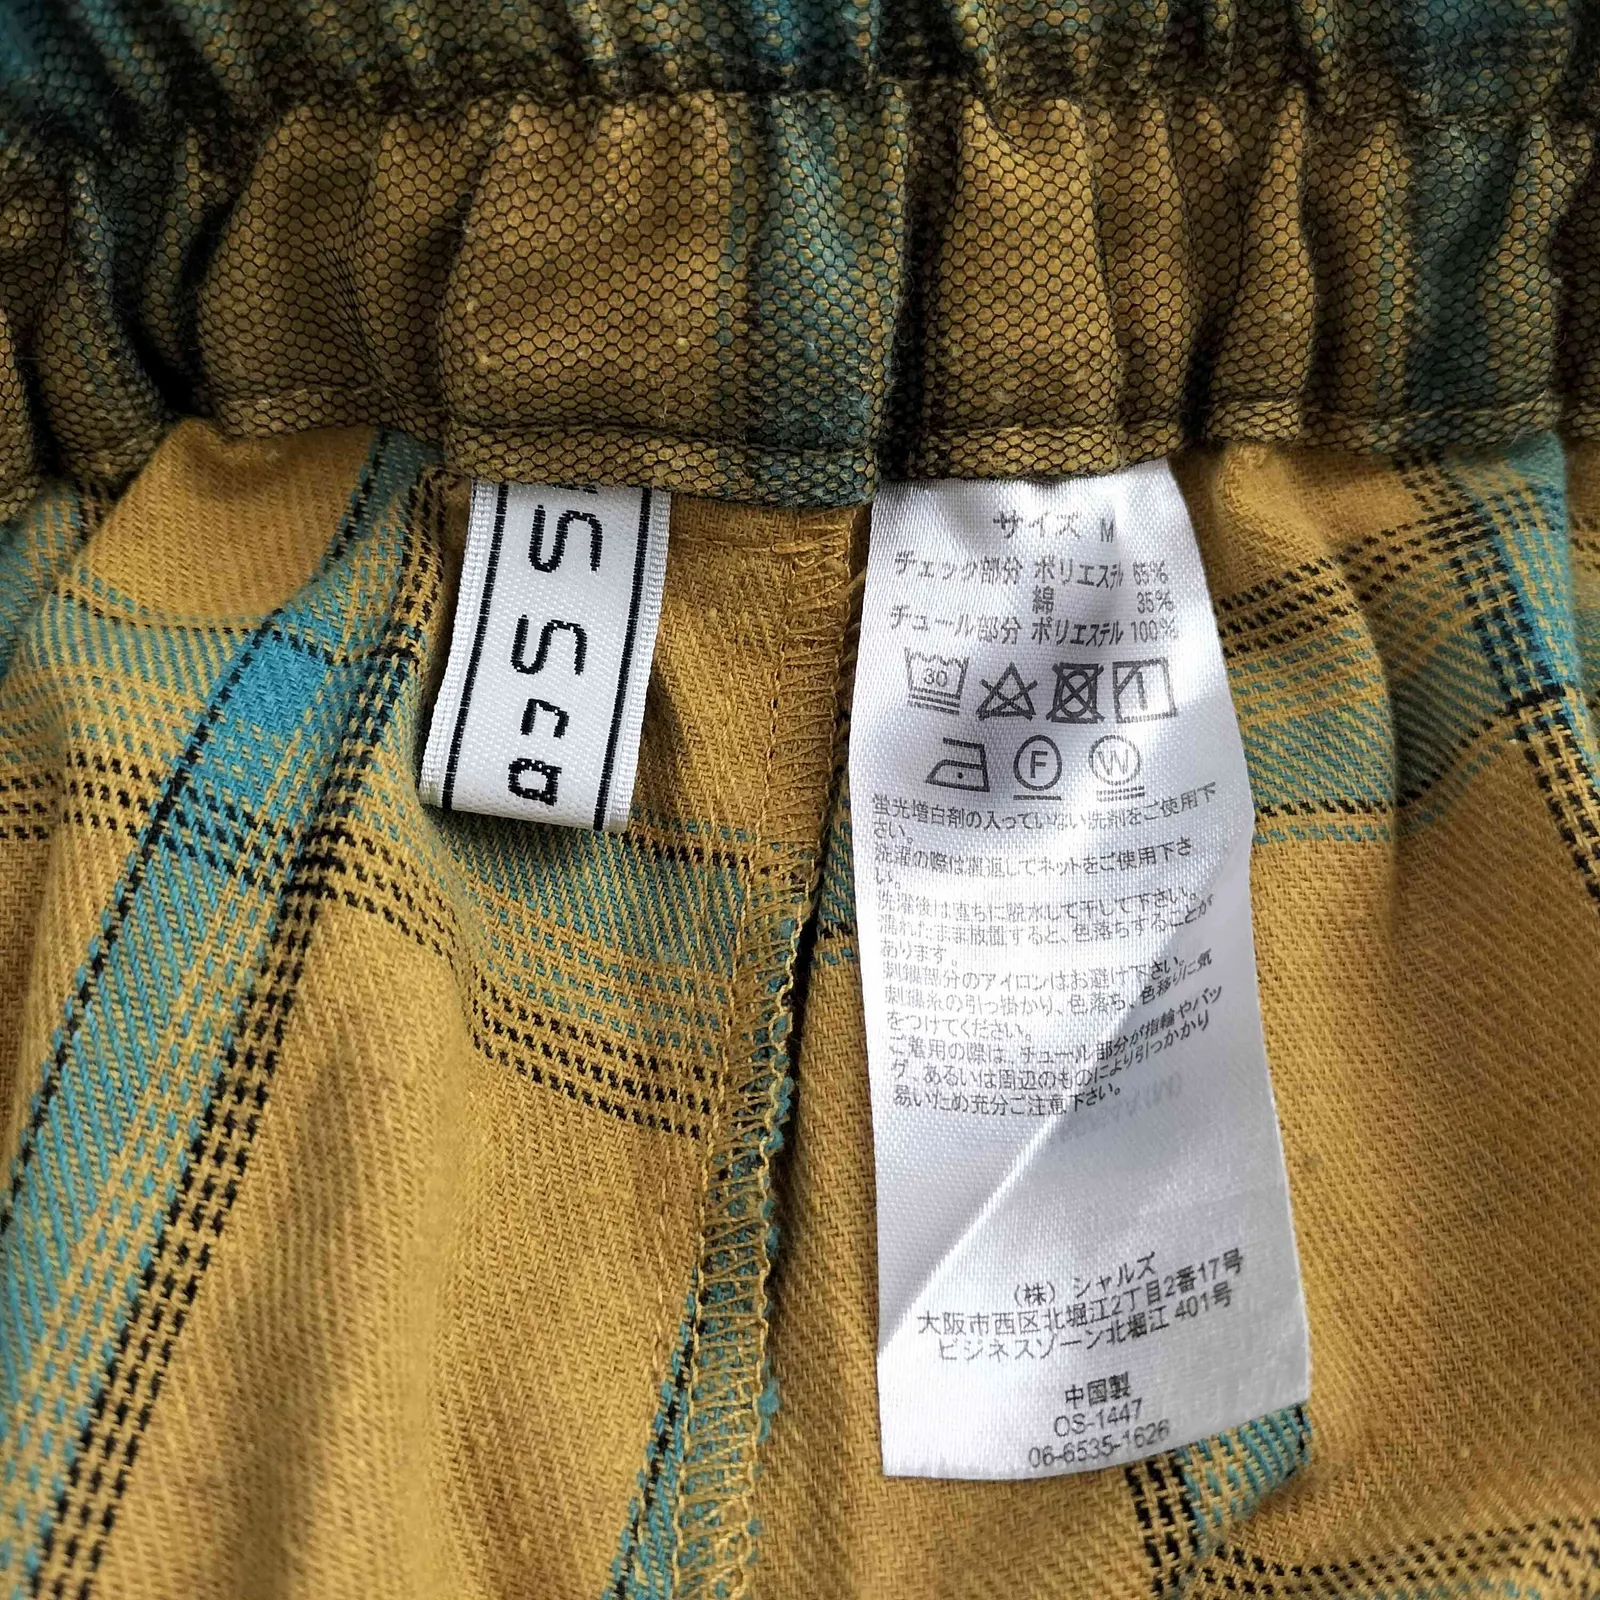 サイズ M
チェック部分 ポリエステル 65%
綿 35%
チュール部分 ポリエステル 100%
30
F
W
蛍光増白剤の入っていない洗剤をご使用下
さい。
洗濯の際は裏返してネットをご使用下さ
い。
洗濯後は直ちに脱水して干して下さい。
濡れたまま放置すると、色落ちすることが
あります。
刺繍部分のアイロンはお避け下さい。
刺繍糸の引っ掛かり、色落ち、色移りに気
をつけてください。
ご着用の際は、チュール部分が指輪やバッ
グ、あるいは周辺のものにより引っかかり
易いため充分ご注意下さい。
(株) シャルズ
大阪市西区北堀江2丁目2番17号
ビジネスゾーン北堀江 401号
中国製
OS-1447
06-6535-1626